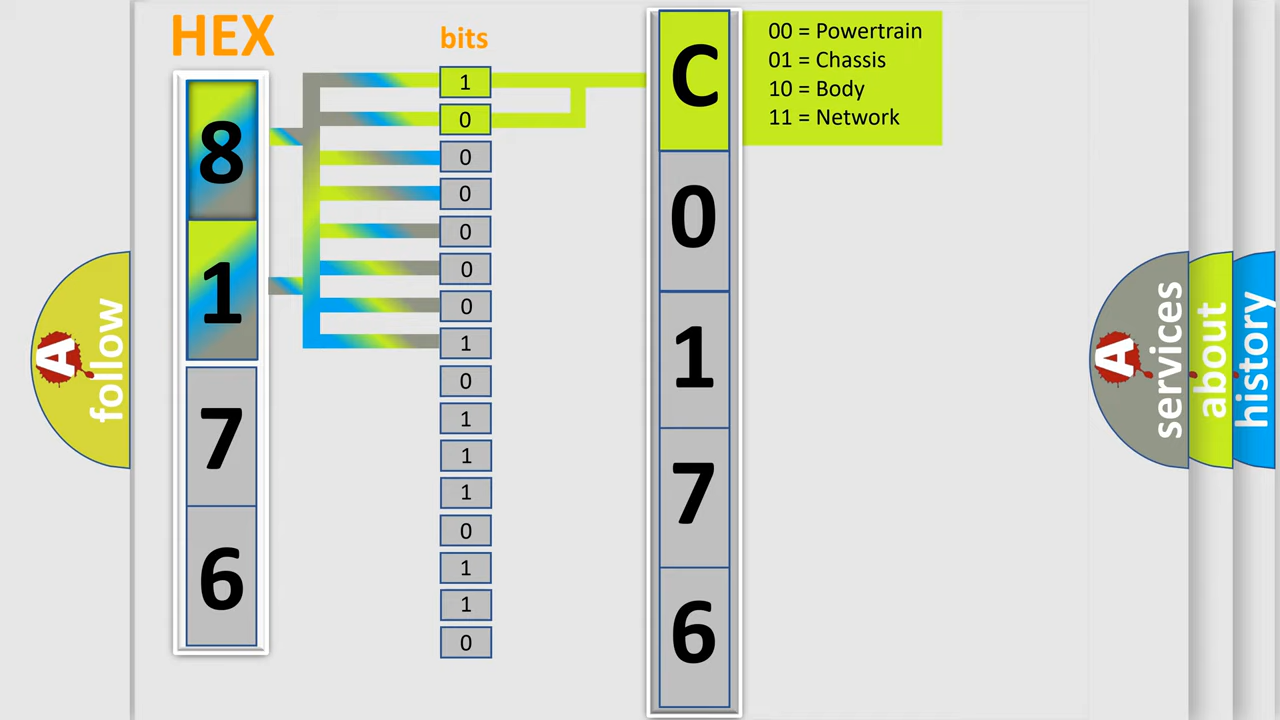 HEX
bits
8
1
7
6
1
0
0
0
0
0
0
1
0
1
1
1
0
1
1
0
C
0
1
7
6
00 = Powertrain
01 = Chassis
10 = Body
11 = Network
A
follow
A
services
about
history